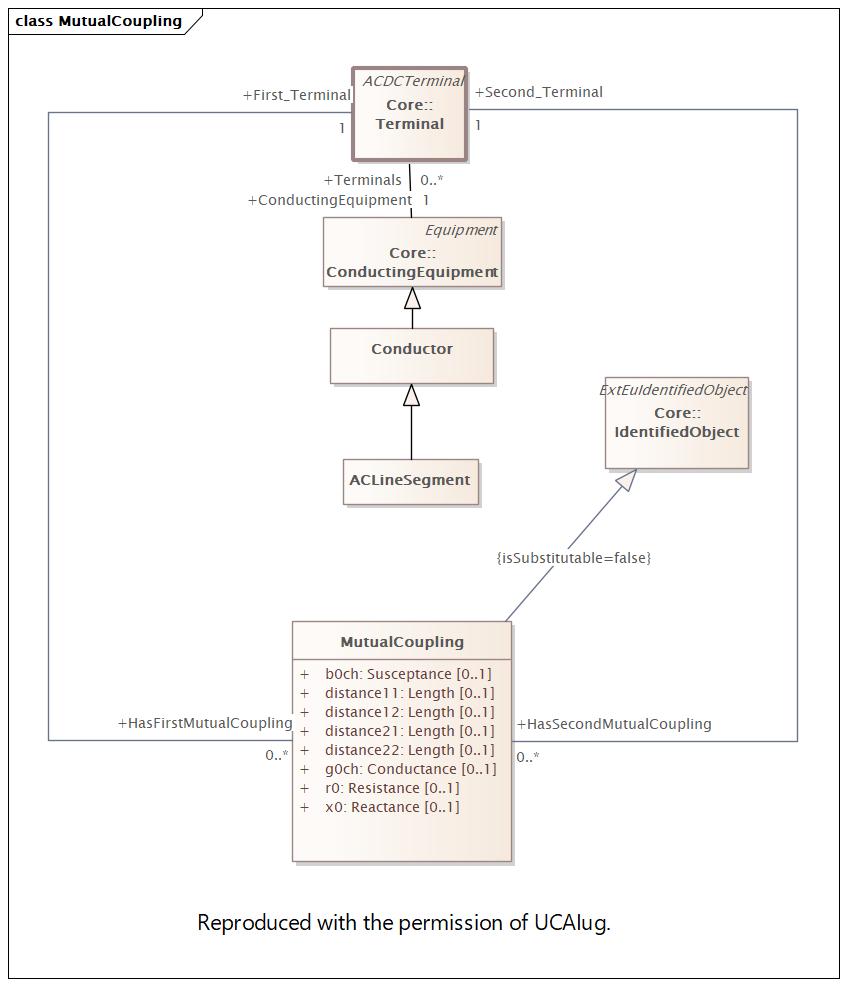 class MutualCoupling
ACDCTerminal
Core::
Terminal
+First_Terminal
1
+Second_Terminal
1
+Terminals 0..*
+ConductingEquipment 1
Equipment
Core::
ConductingEquipment
Conductor
ExtEuIdentifiedObject
Core::
IdentifiedObject
ACLineSegment
{isSubstitutable=false}
MutualCoupling
+ b0ch: Susceptance [0..1]
+ distance11: Length [0..1]
+ distance12: Length [0..1]
+ distance21: Length [0..1]
+ distance22: Length [0..1]
+ g0ch: Conductance [0..1]
+ r0: Resistance [0..1]
+ x0: Reactance [0..1]
+HasFirstMutualCoupling
0..*
+HasSecondMutualCoupling
0..*
Reproduced with the permission of UCAIug.